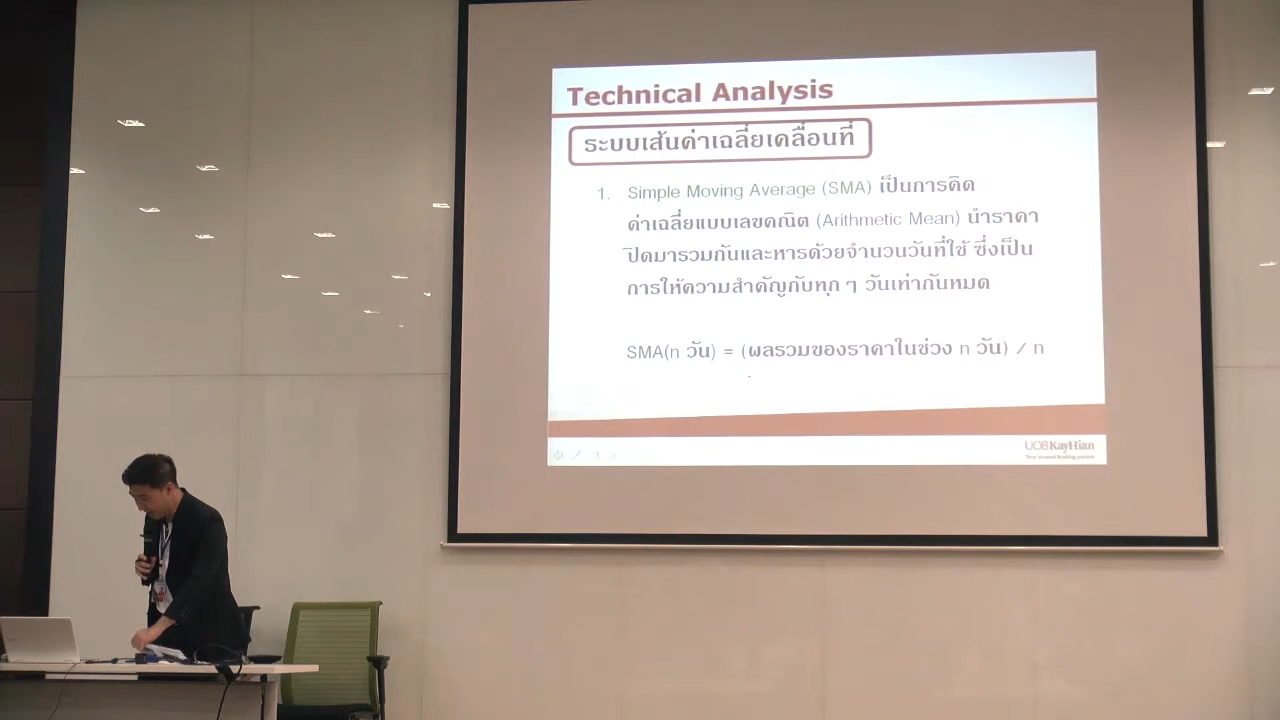 Technical Analysis
ระบบเส้นค่าเฉลี่ยเคลื่อนที่
1. Simple Moving Average (SMA) เป็นการคิด
ค่าเฉลี่ยแบบเลขคณิต (Arithmetic Mean) นำราคา
ปิดมารวมกันและหารด้วยจำนวนวันที่ใช้ ซึ่งเป็น
การให้ความสำคัญกับทุก ๆ วันเท่ากันหมด
SMA(n วัน) = (ผลรวมของราคาในช่วง n วัน) / n
UOBKayHian